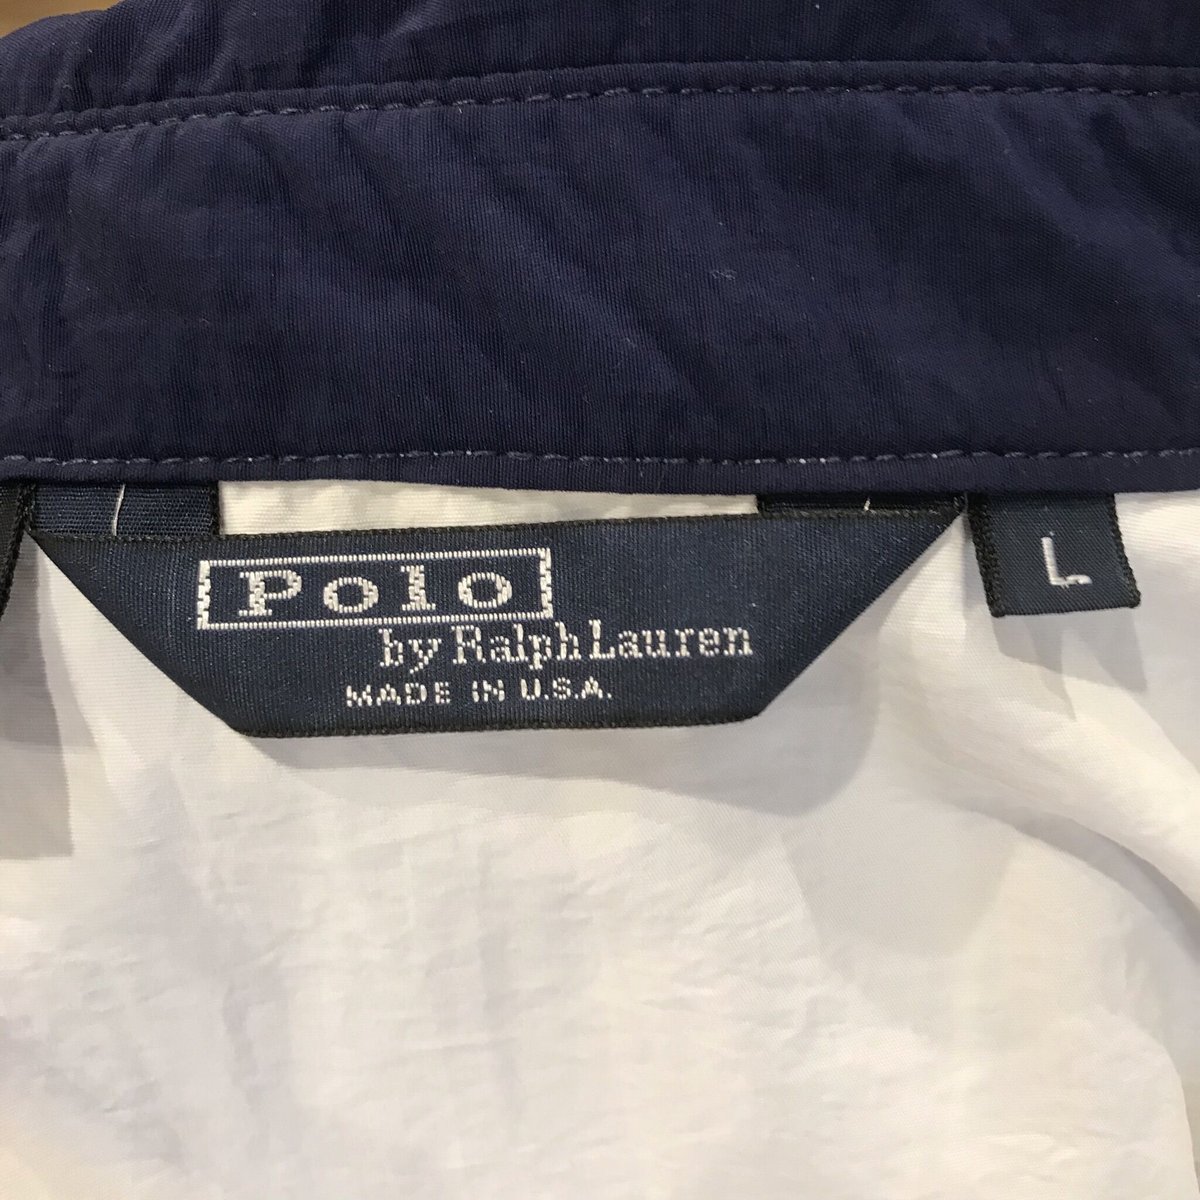 Polo
by Ralph Lauren
MADE IN U.S.A.
L